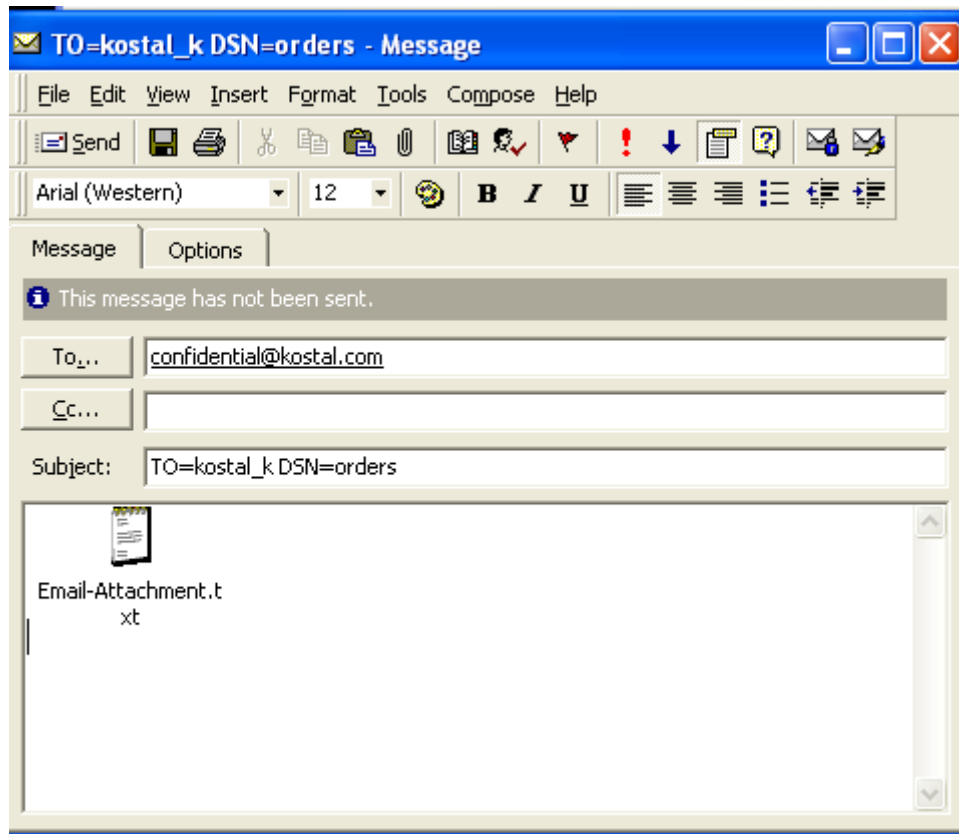 TO=kostal_k DSN=orders - Message
File Edit View Insert Format Tools Compose Help
Send
Arial (Western) 12 B I U
Message Options
This message has not been sent.
To... confidential@kostal.com
Cc...
Subject: TO=kostal_k DSN=orders
Email-Attachment.t
xt